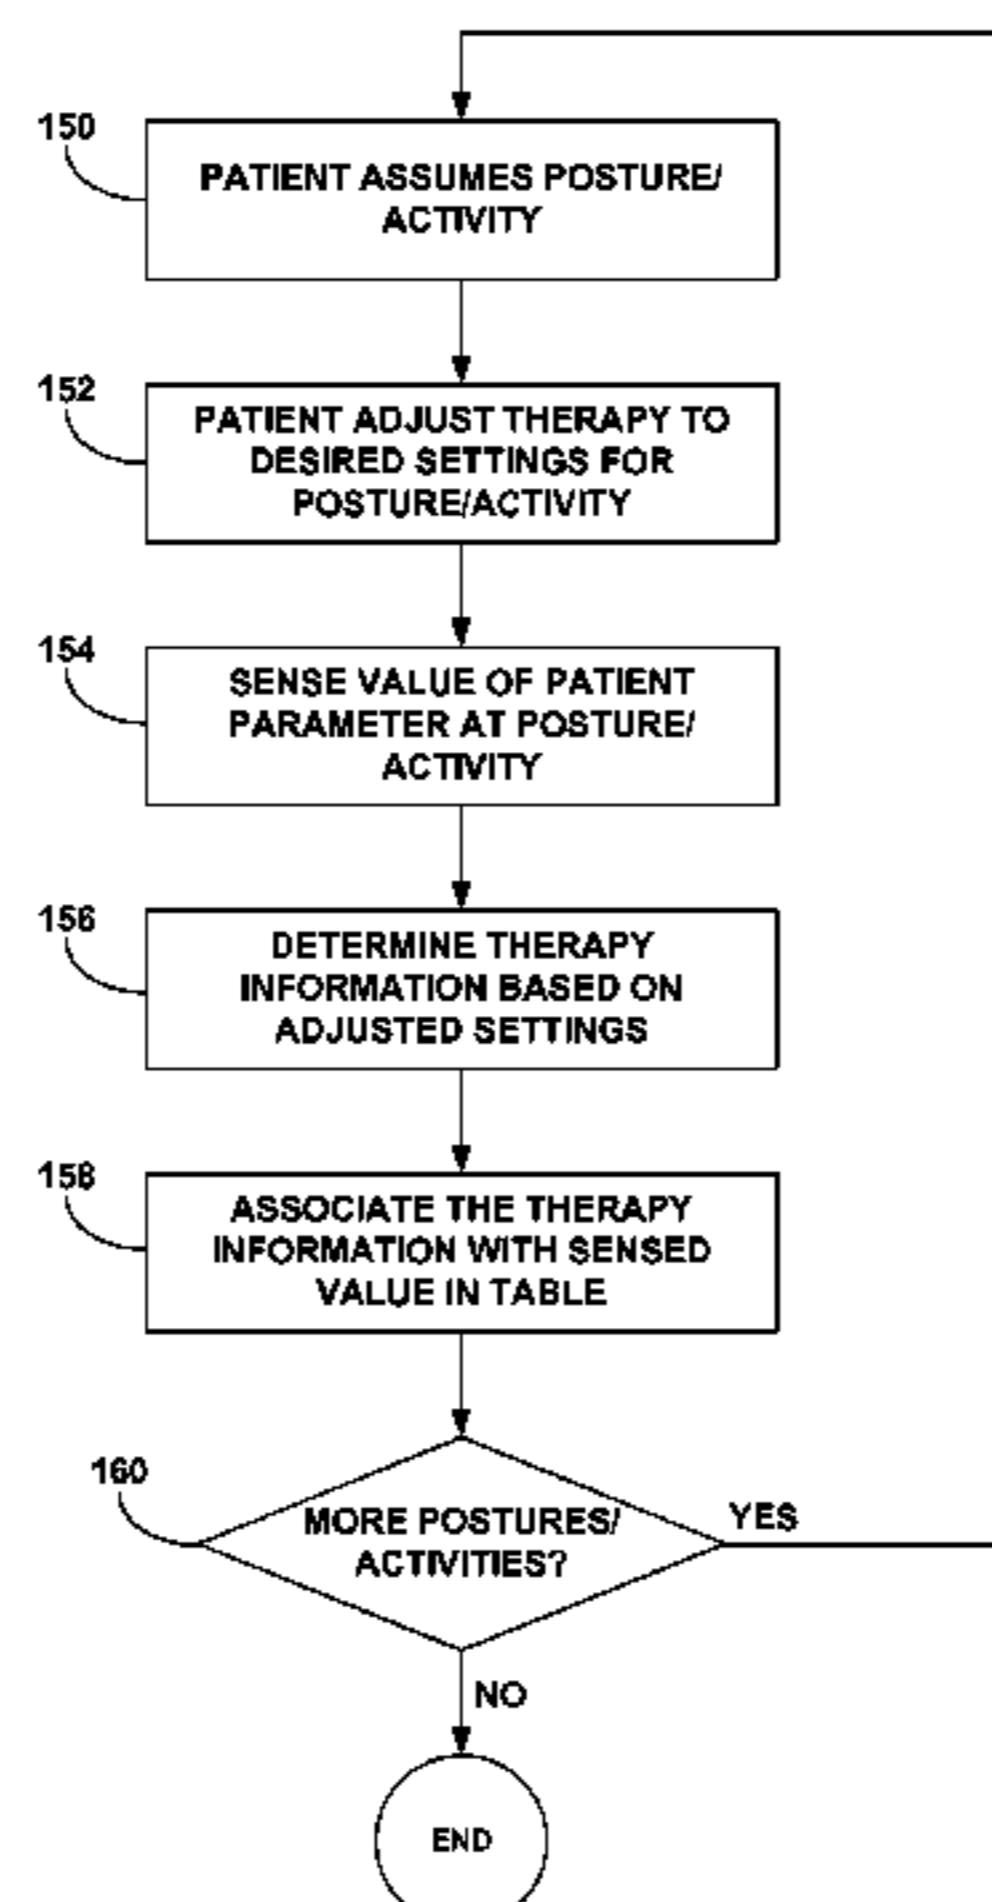 150
PATIENT ASSUMES POSTURE/
ACTIVITY
152
PATIENT ADJUST THERAPY TO
DESIRED SETTINGS FOR
POSTURE/ACTIVITY
154
SENSE VALUE OF PATIENT
PARAMETER AT POSTURE/
ACTIVITY
156
DETERMINE THERAPY
INFORMATION BASED ON
ADJUSTED SETTINGS
158
ASSOCIATE THE THERAPY
INFORMATION WITH SENSED
VALUE IN TABLE
160
MORE POSTURES/
ACTIVITIES?
YES
NO
END